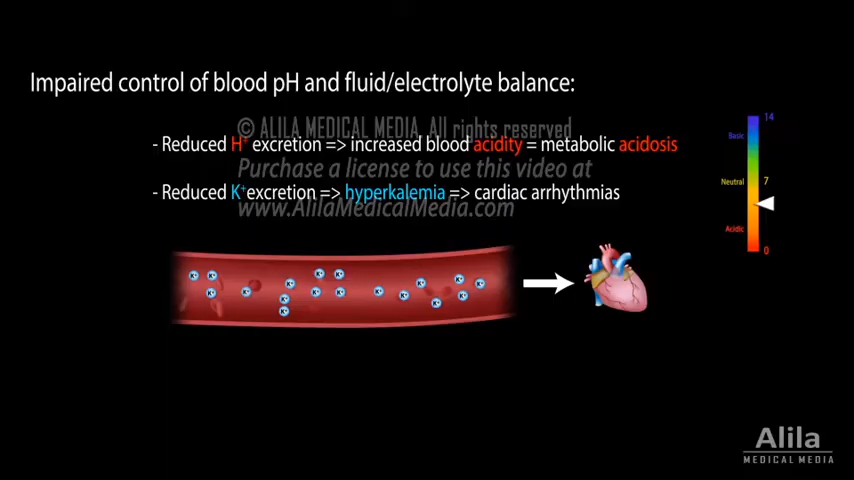 Impaired control of blood pH and fluid/electrolyte balance:
© ALILA MEDICAL MEDIA. All rights reserved
- Reduced H+ excretion => increased blood acidity = metabolic acidosis
Purchase a license to use this video at
- Reduced K+ excretion => hyperkalemia => cardiac arrhythmias
www.AlilaMedicalMedia.com
14
Basic
Neutral 7
Acidic
0
K+ K+ K+ K+ K+ K+ K+ K+ K+ K+ K+ K+ K+ K+ K+ K+ K+ K+
Alila
MEDICAL MEDIA